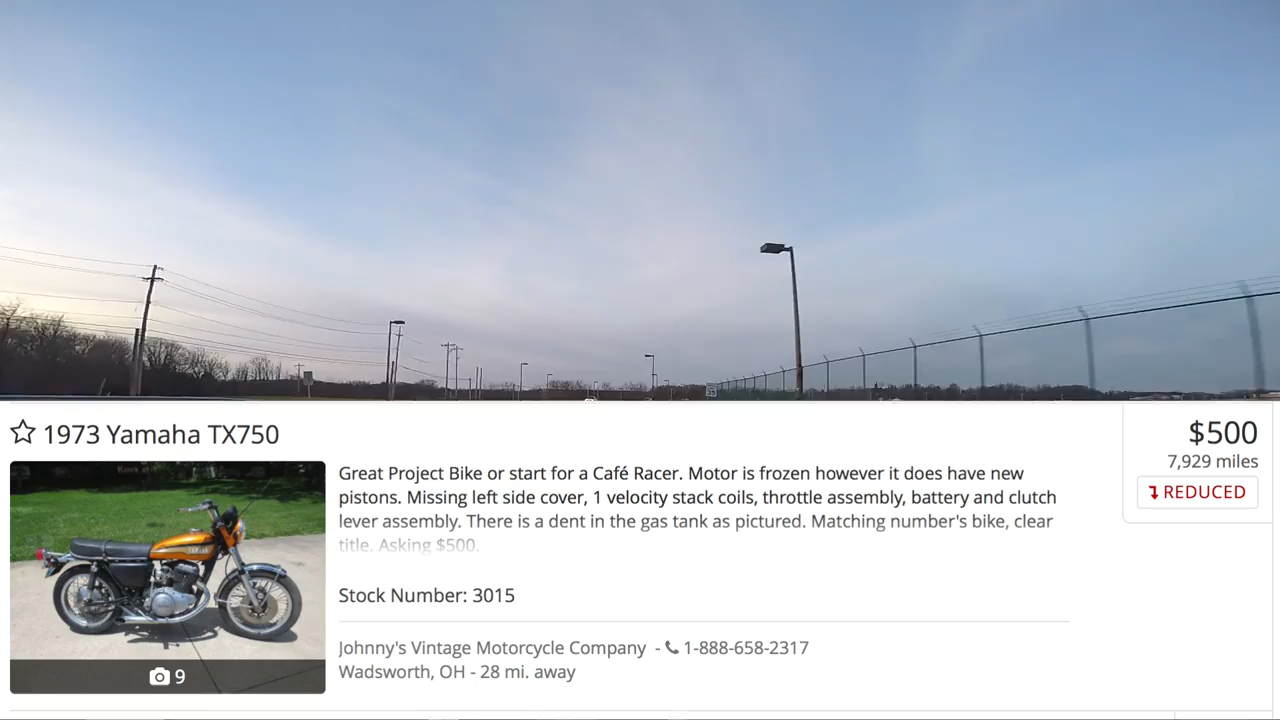 1973 Yamaha TX750
$500
7,929 miles
REDUCED
Great Project Bike or start for a Café Racer. Motor is frozen however it does have new
pistons. Missing left side cover, 1 velocity stack coils, throttle assembly, battery and clutch
lever assembly. There is a dent in the gas tank as pictured. Matching number's bike, clear
title. Asking $500.
9
Stock Number: 3015
Johnny's Vintage Motorcycle Company - 1-888-658-2317
Wadsworth, OH - 28 mi. away